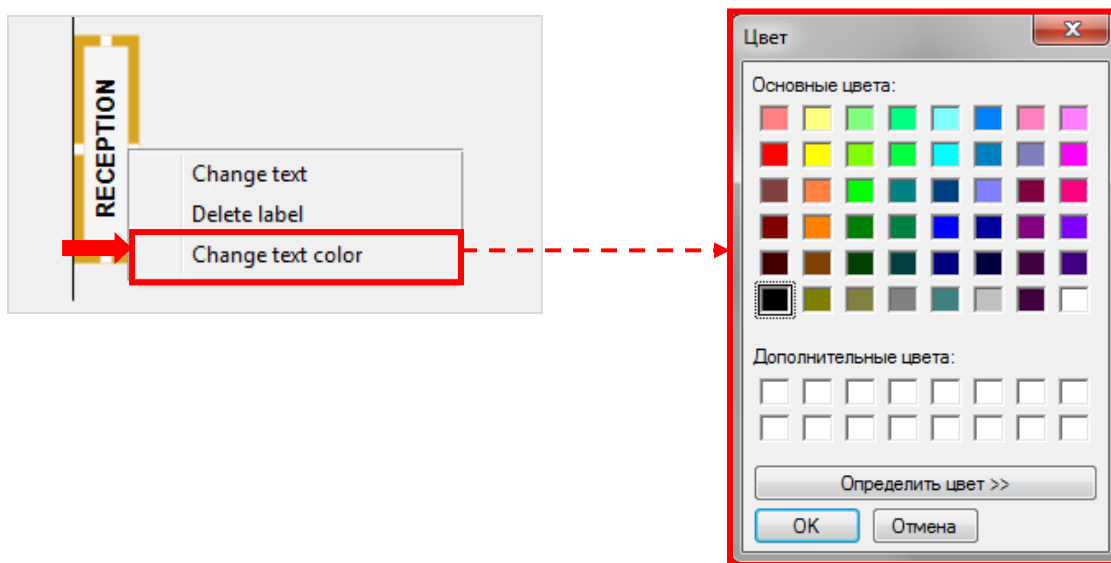 RECEPTION
Change text
Delete label
Change text color
Цвет
Основные цвета:
Дополнительные цвета:
Определить цвет >>
OK
Отмена